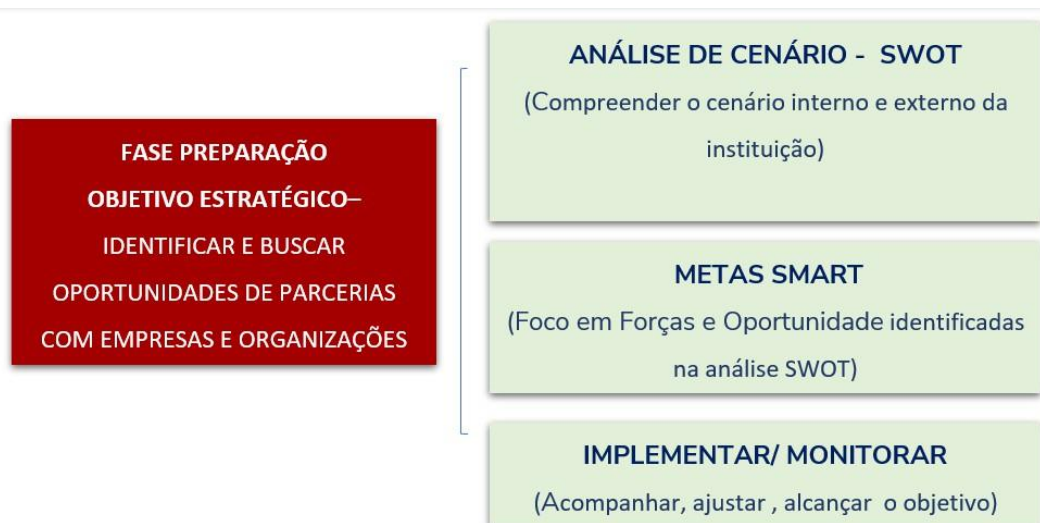 FASE PREPARAÇÃO
OBJETIVO ESTRATÉGICO–
IDENTIFICAR E BUSCAR
OPORTUNIDADES DE PARCERIAS
COM EMPRESAS E ORGANIZAÇÕES
ANÁLISE DE CENÁRIO - SWOT
(Compreender o cenário interno e externo da
instituição)
METAS SMART
(Foco em Forças e Oportunidade identificadas
na análise SWOT)
IMPLEMENTAR/ MONITORAR
(Acompanhar, ajustar , alcançar o objetivo)